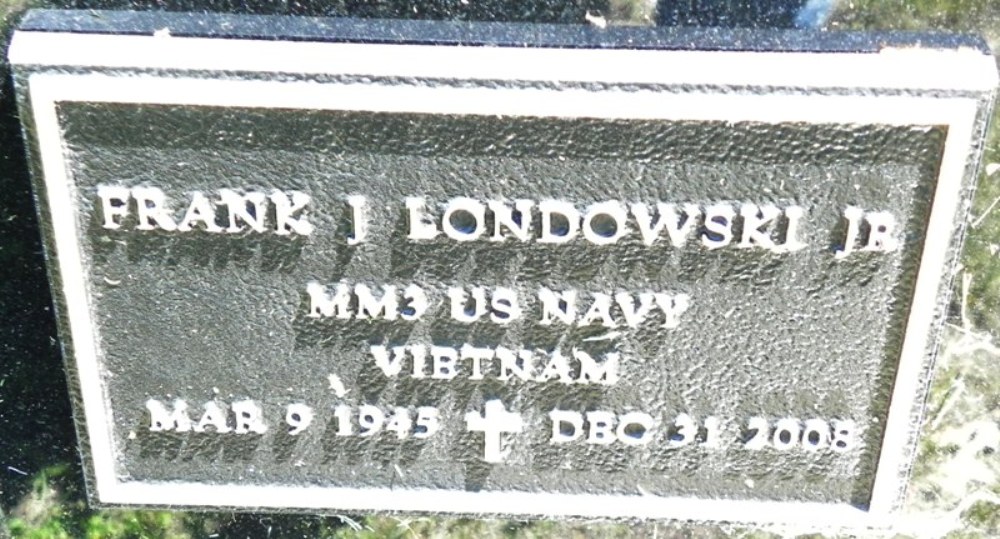 FRANK J LONDOWSKI JR
MM3 US NAVY
VIETNAM
MAR 9 1945 DEC 31 2008